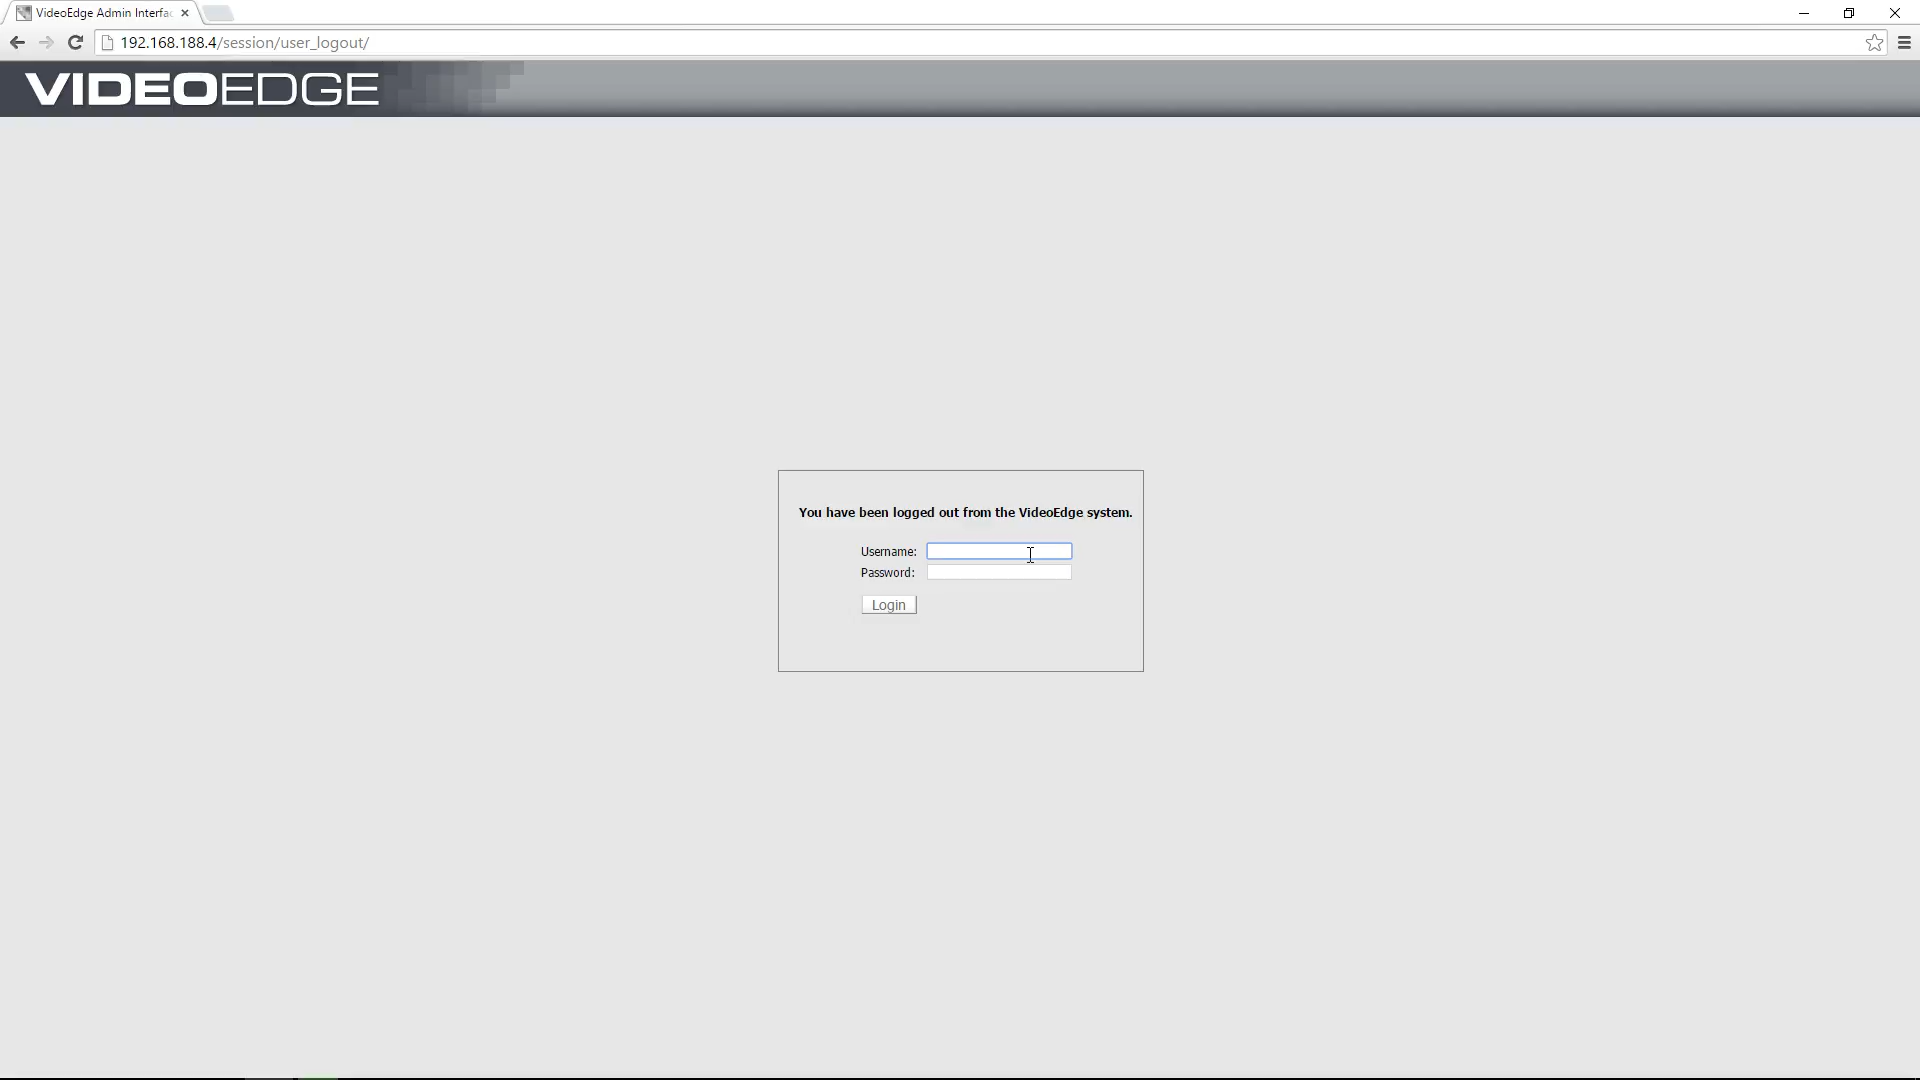 VideoEdge Admin Interfac
192.168.188.4/session/user_logout/
VIDEOEDGE
You have been logged out from the VideoEdge system.
Username:
Password:
Login